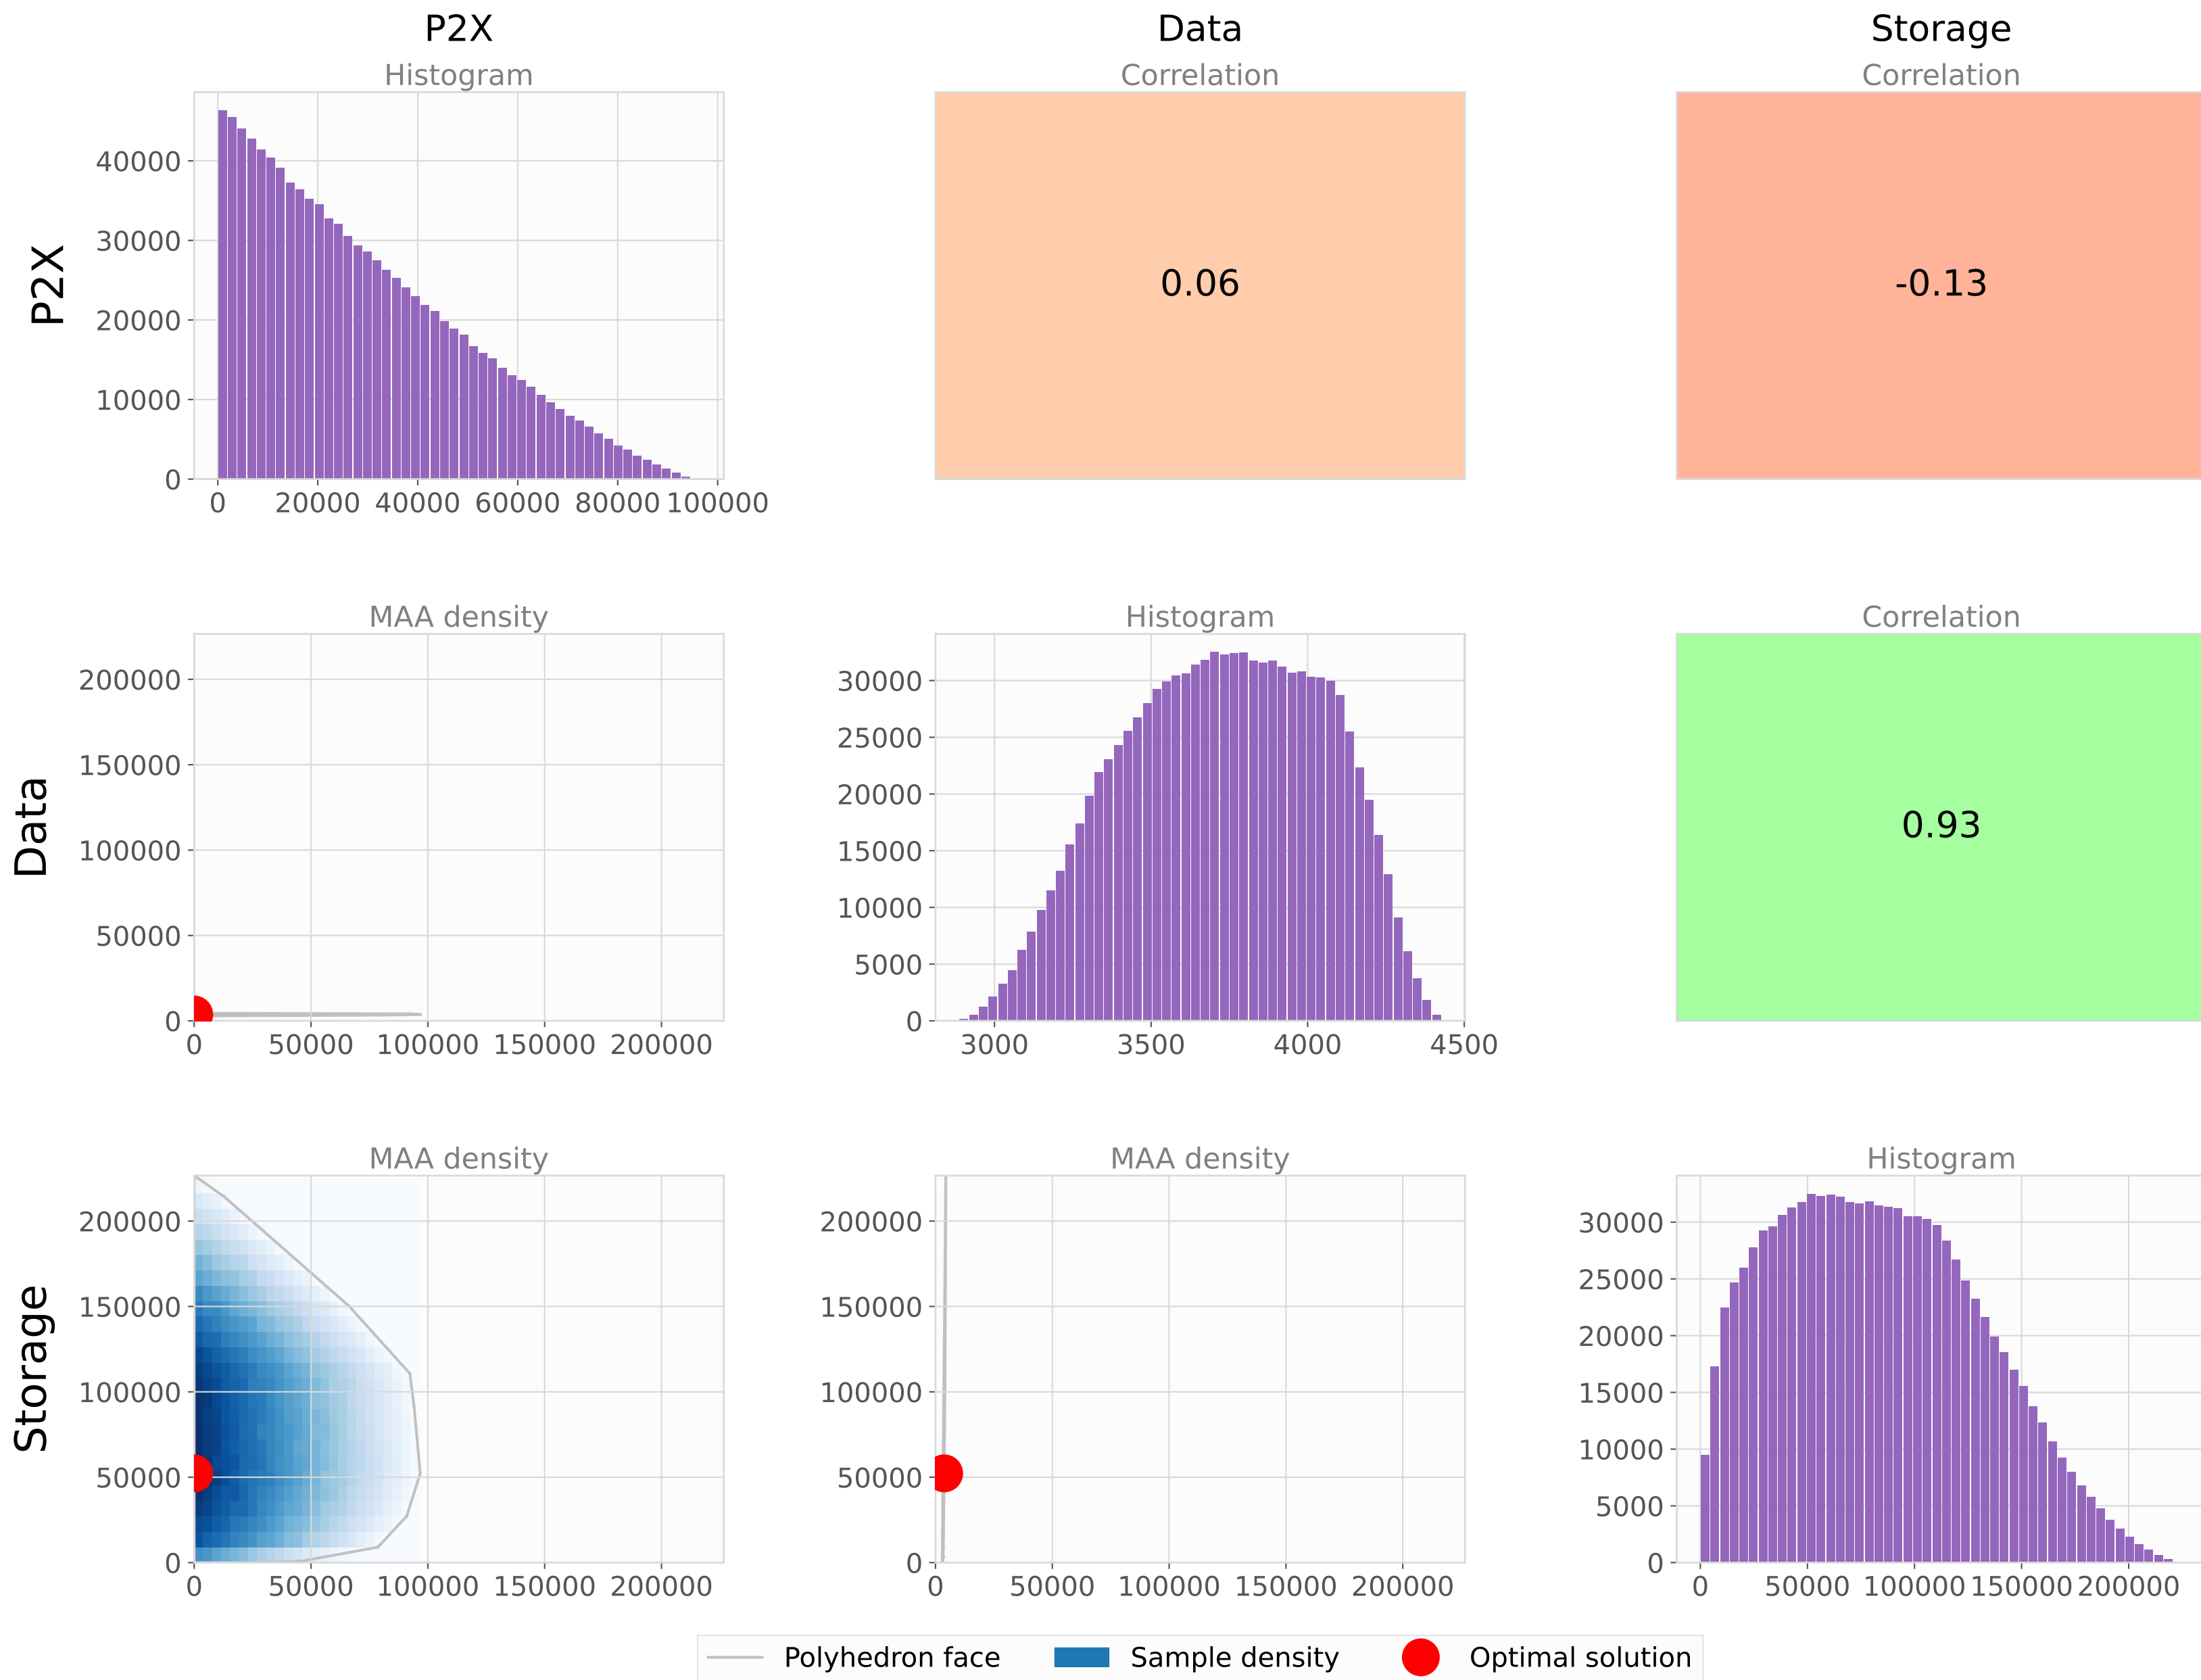 P2X Data Storage
Histogram Correlation Correlation
P2X
40000
30000
20000
10000
0
0.06
-0.13
0 20000 40000 60000 80000 100000
MAA density Histogram Correlation
Data
200000
150000
100000
50000
0
0 50000 100000 150000 200000
30000
25000
20000
15000
10000
5000
0
3000 3500 4000 4500
0.93
MAA density MAA density Histogram
Storage
200000
150000
100000
50000
0
0 50000 100000 150000 200000
200000
150000
100000
50000
0
0 50000 100000 150000 200000
30000
25000
20000
15000
10000
5000
0
0 50000 100000 150000 200000
Polyhedron face Sample density Optimal solution